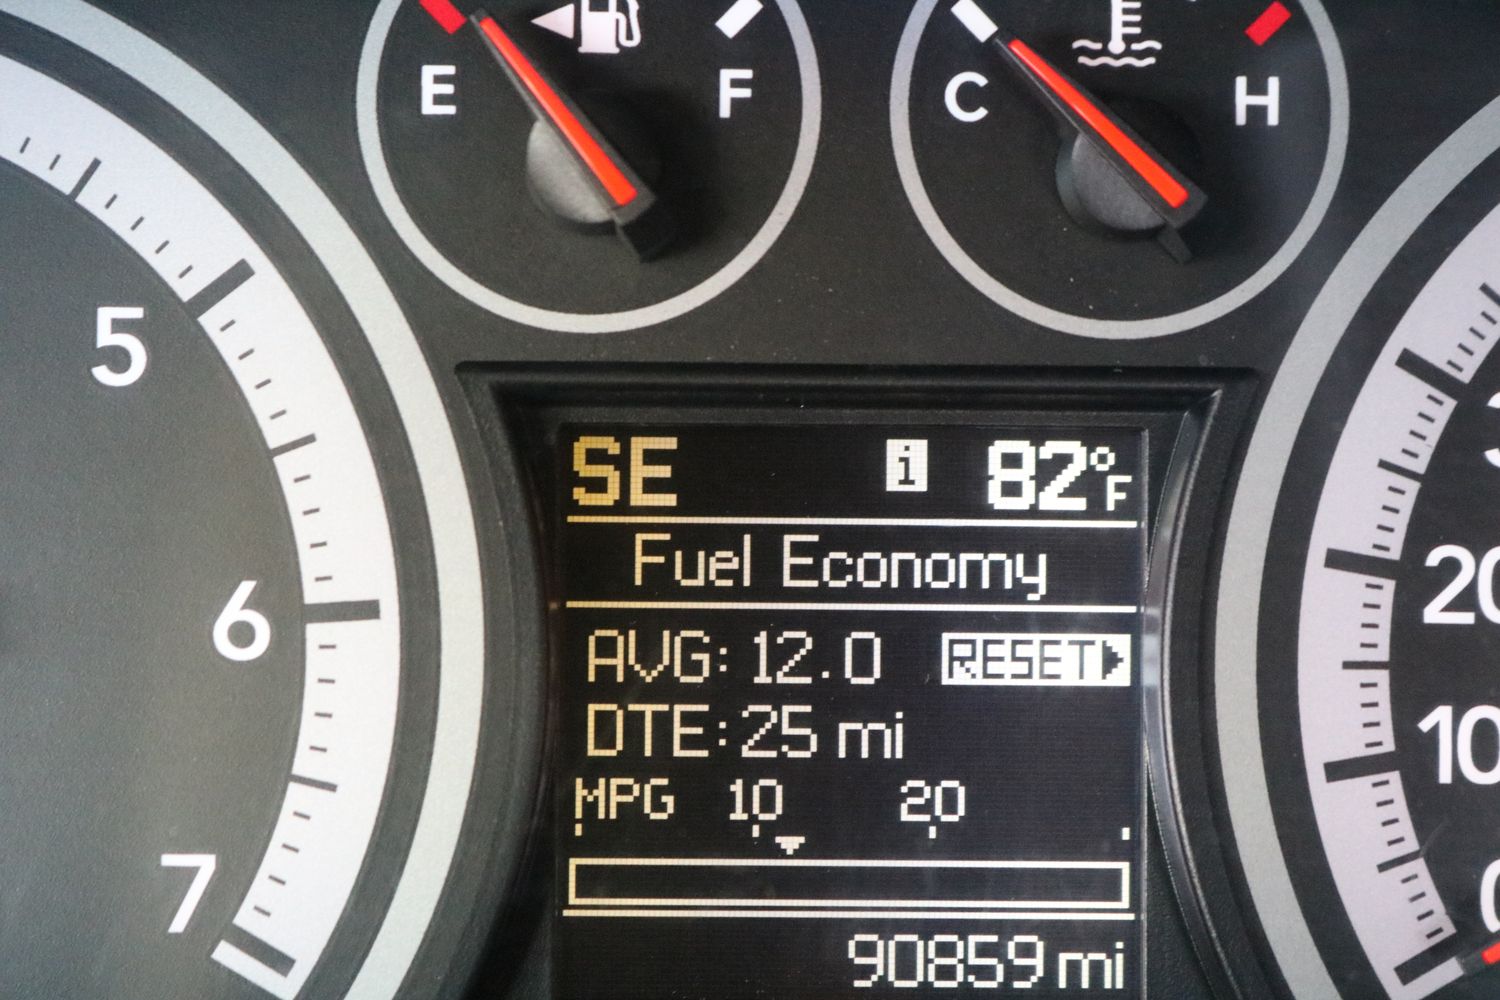 E F
C H
5
6
7
SE i 82°F
Fuel Economy
AVG: 12.0 RESET
DTE: 25 mi
MPG 10 20
90859 mi
20
10
0